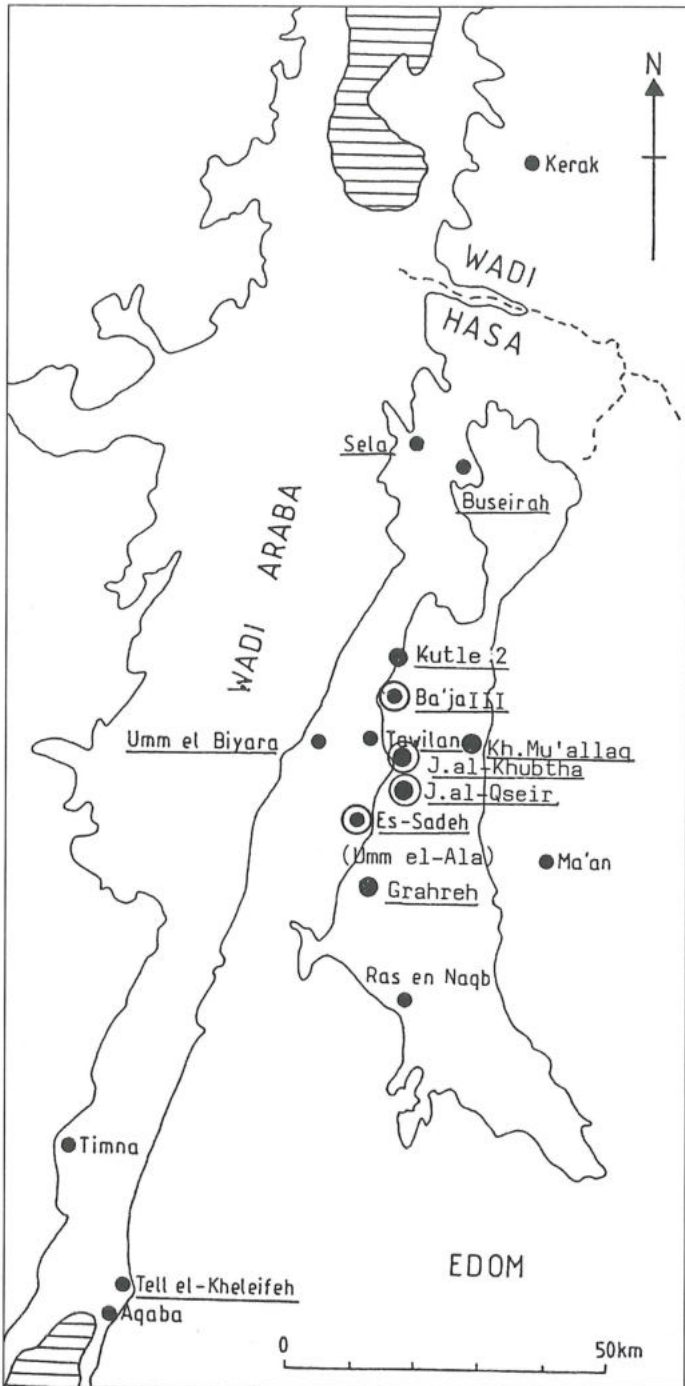 N
Kerak
WADI
HASA
Sela
Buseirah
WADI ARABA
Kutle 2
Ba'ja III
Umm el Biyara
Tawilan
Kh.Mu'allaq
J.al-Khubtha
J.al-Qseir
Es-Sadeh
(Umm el-Ala)
Ma'an
Grahreh
Ras en Naqb
Timna
EDOM
Tell el-Kheleifeh
Aqaba
0 50km